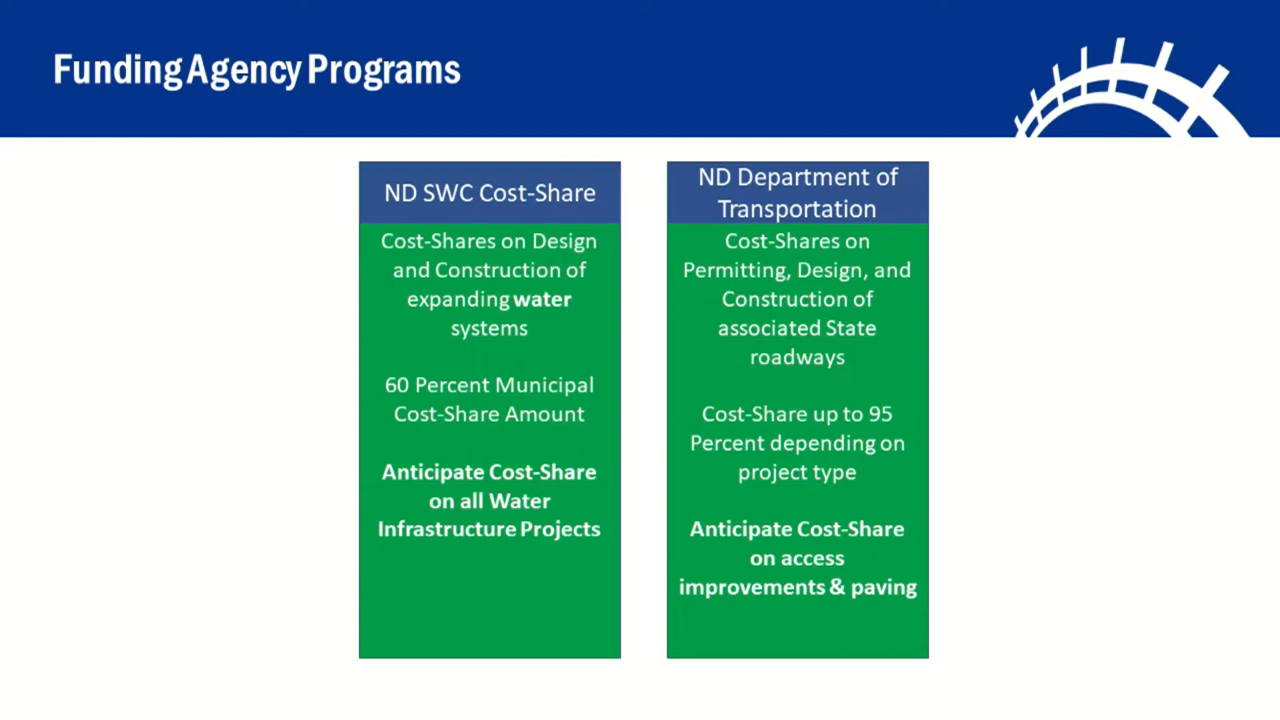 Funding Agency Programs
ND SWC Cost-Share
Cost-Shares on Design
and Construction of
expanding water
systems
60 Percent Municipal
Cost-Share Amount
Anticipate Cost-Share
on all Water
Infrastructure Projects
ND Department of
Transportation
Cost-Shares on
Permitting, Design, and
Construction of
associated State
roadways
Cost-Share up to 95
Percent depending on
project type
Anticipate Cost-Share
on access
improvements & paving